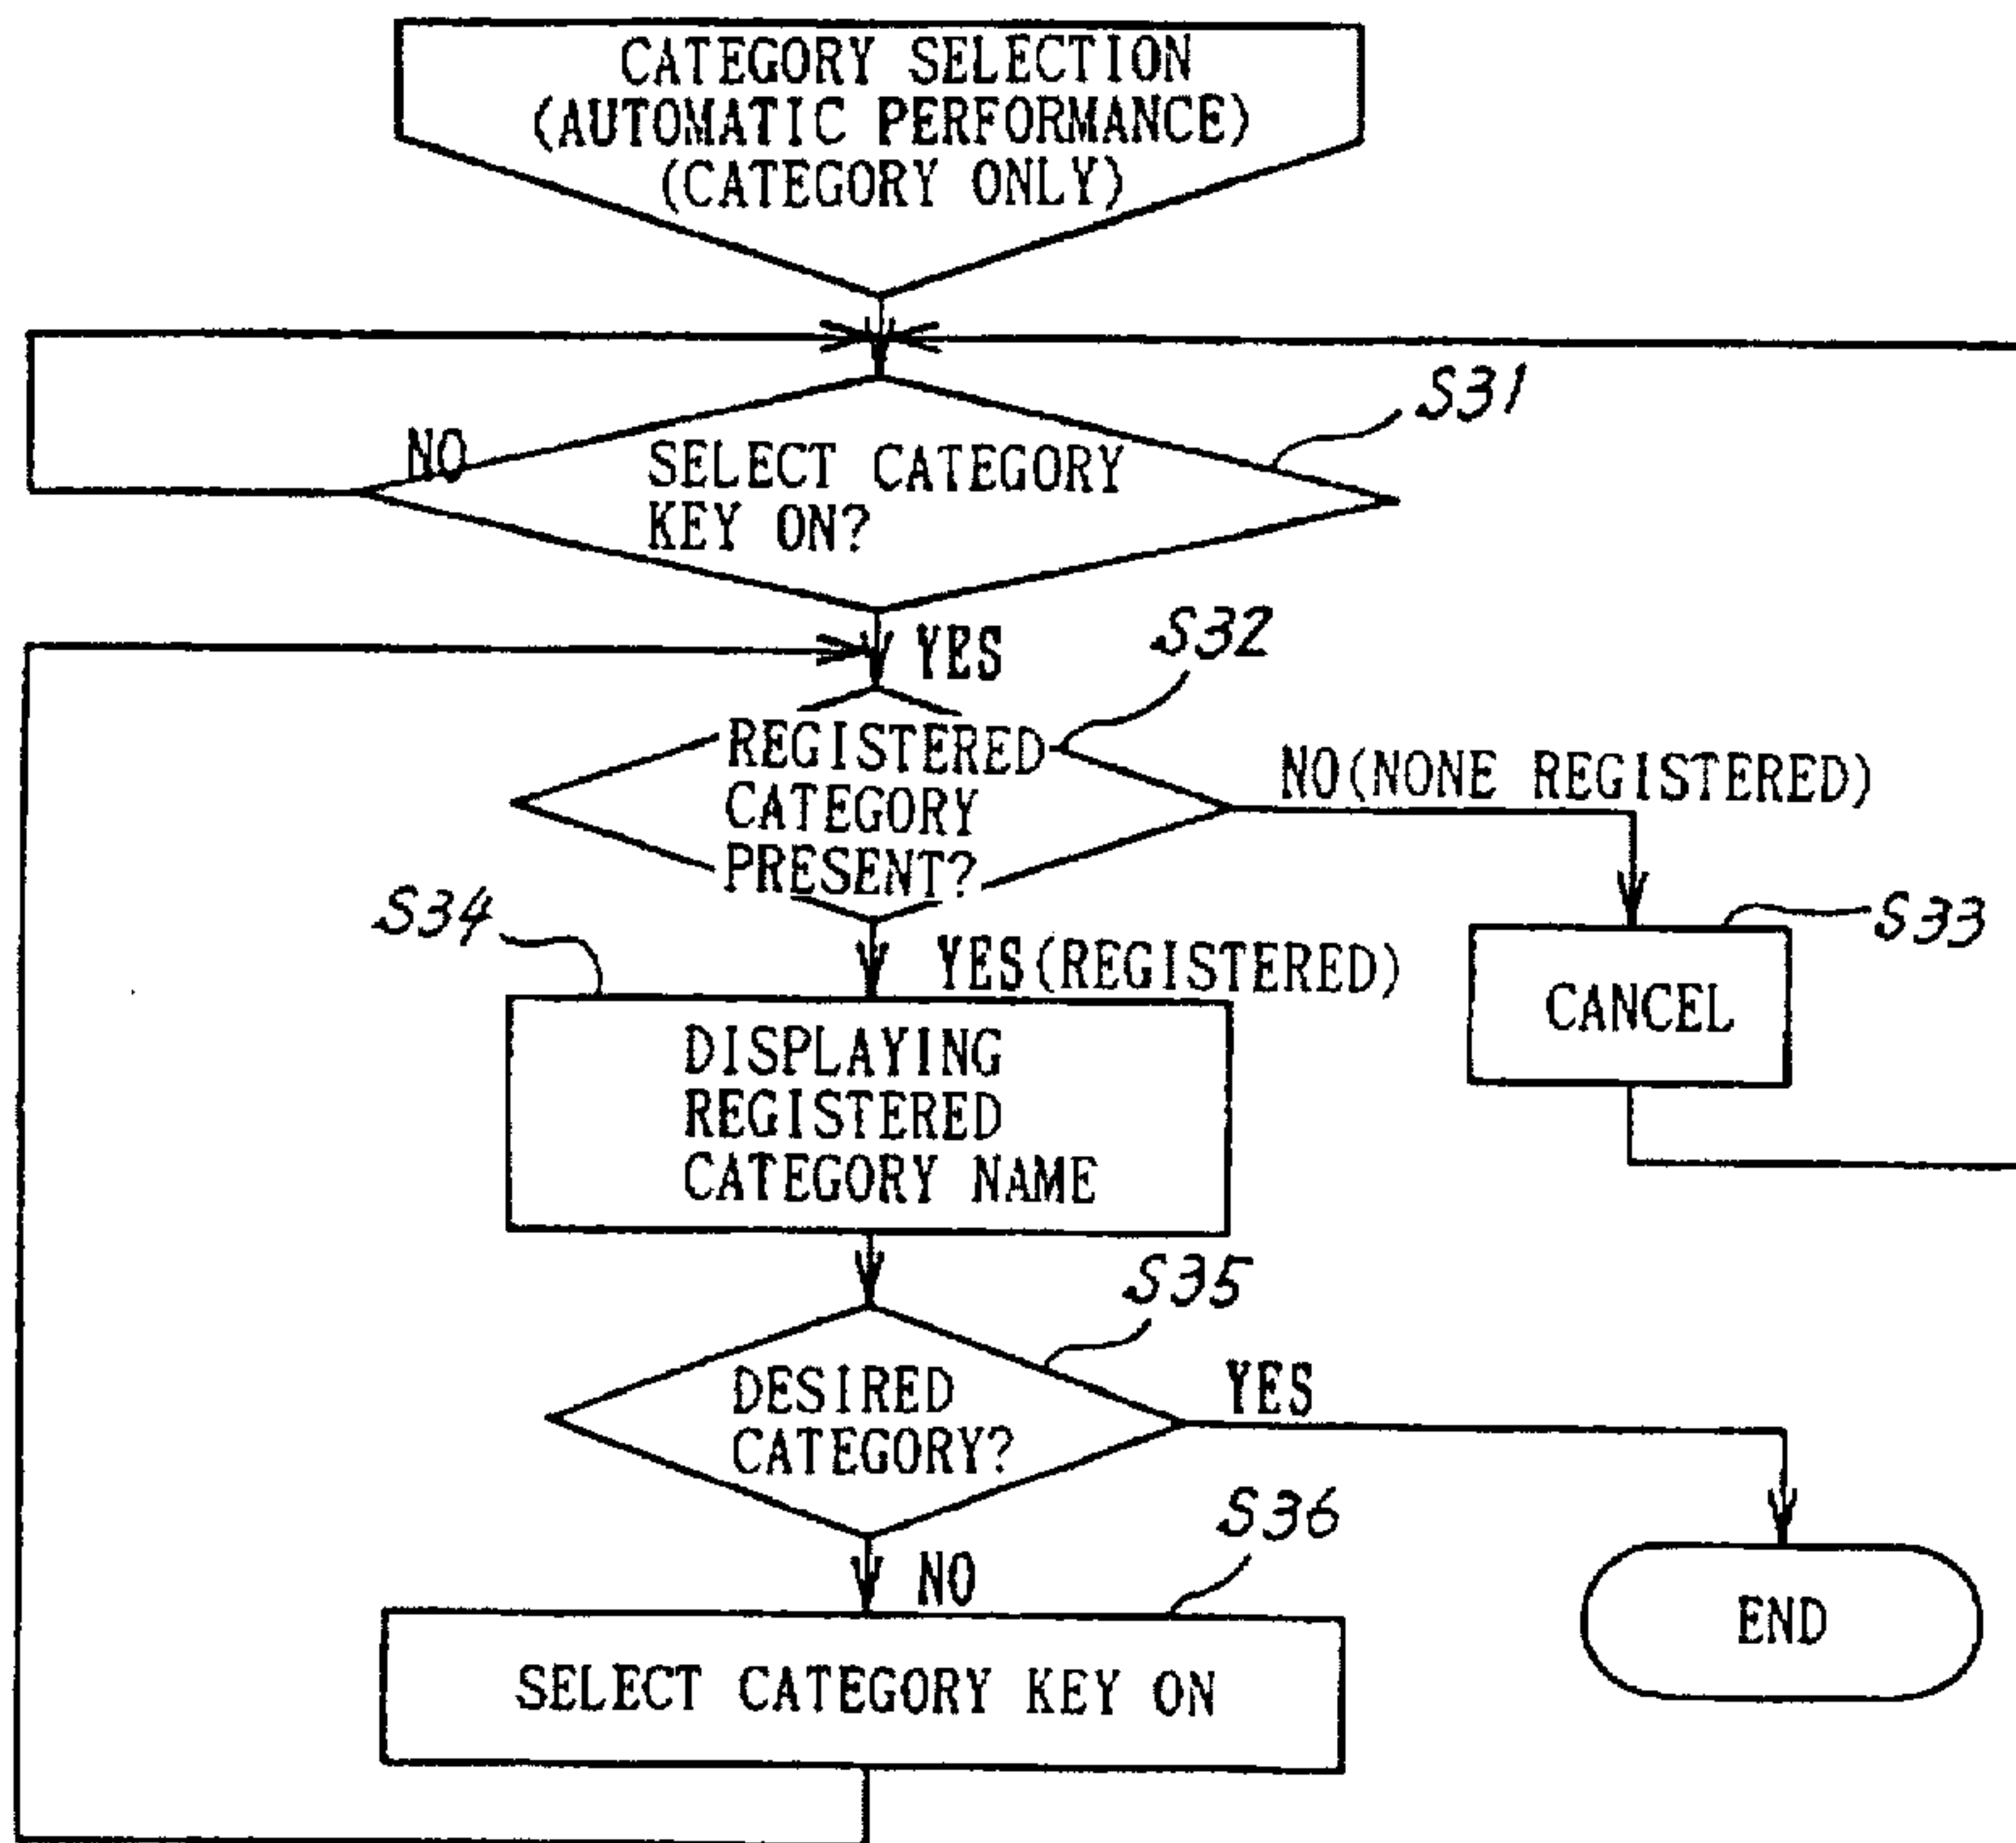 CATEGORY SELECTION
(AUTOMATIC PERFORMANCE)
(CATEGORY ONLY)
S31
NO
SELECT CATEGORY
KEY ON?
YES
S32
REGISTERED
CATEGORY
PRESENT?
NO(NONE REGISTERED)
S33
CANCEL
S34
YES(REGISTERED)
DISPLAYING
REGISTERED
CATEGORY NAME
S35
DESIRED
CATEGORY?
YES
S36
NO
SELECT CATEGORY KEY ON
END